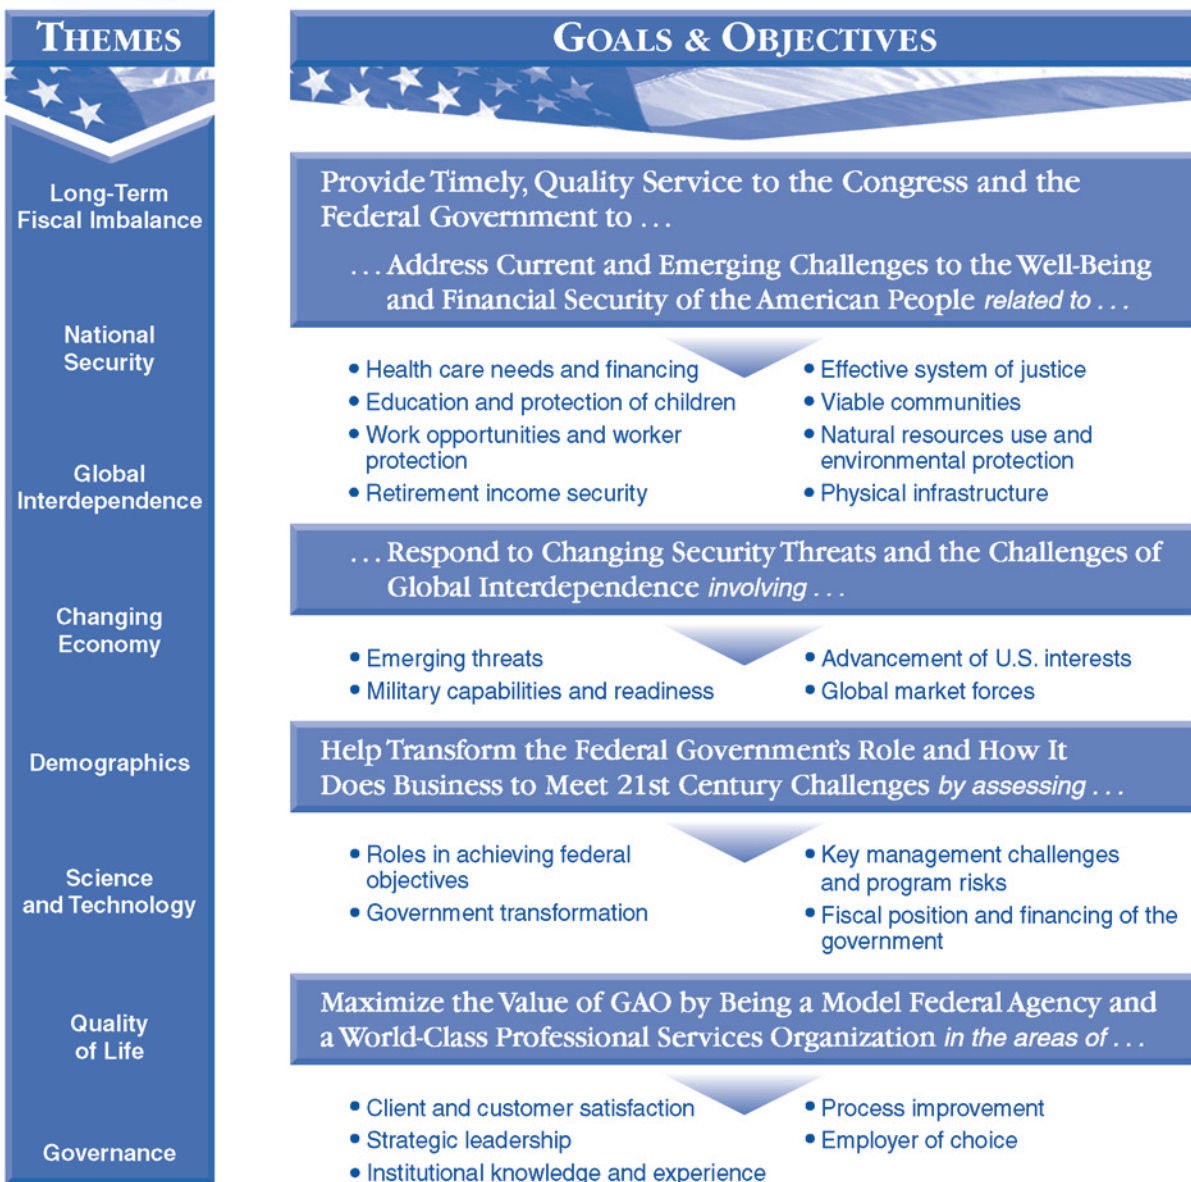 THEMES
Long-Term
Fiscal Imbalance
National
Security
Global
Interdependence
Changing
Economy
Demographics
Science
and Technology
Quality
of Life
Governance
GOALS & OBJECTIVES
Provide Timely, Quality Service to the Congress and the
Federal Government to . . .
. . . Address Current and Emerging Challenges to the Well-Being
and Financial Security of the American People related to . . .
• Health care needs and financing
• Education and protection of children
• Work opportunities and worker
protection
• Retirement income security
• Effective system of justice
• Viable communities
• Natural resources use and
environmental protection
• Physical infrastructure
. . . Respond to Changing Security Threats and the Challenges of
Global Interdependence involving . . .
• Emerging threats
• Military capabilities and readiness
• Advancement of U.S. interests
• Global market forces
Help Transform the Federal Government's Role and How It
Does Business to Meet 21st Century Challenges by assessing . . .
• Roles in achieving federal
objectives
• Government transformation
• Key management challenges
and program risks
• Fiscal position and financing of the
government
Maximize the Value of GAO by Being a Model Federal Agency and
a World-Class Professional Services Organization in the areas of . . .
• Client and customer satisfaction
• Strategic leadership
• Institutional knowledge and experience
• Process improvement
• Employer of choice